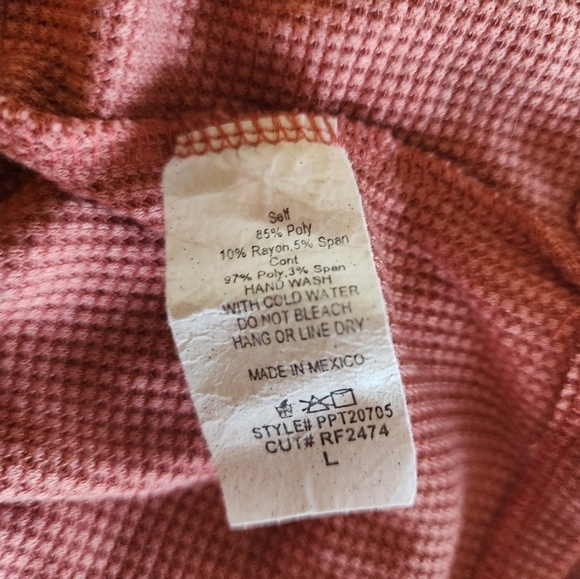 Self
85% Poly
10% Rayon,5% Span
Cont
97% Poly,3% Span
HAND WASH
WITH COLD WATER
DO NOT BLEACH
HANG OR LINE DRY
MADE IN MEXICO
STYLE# PPT20705
CUT# RF2474
L